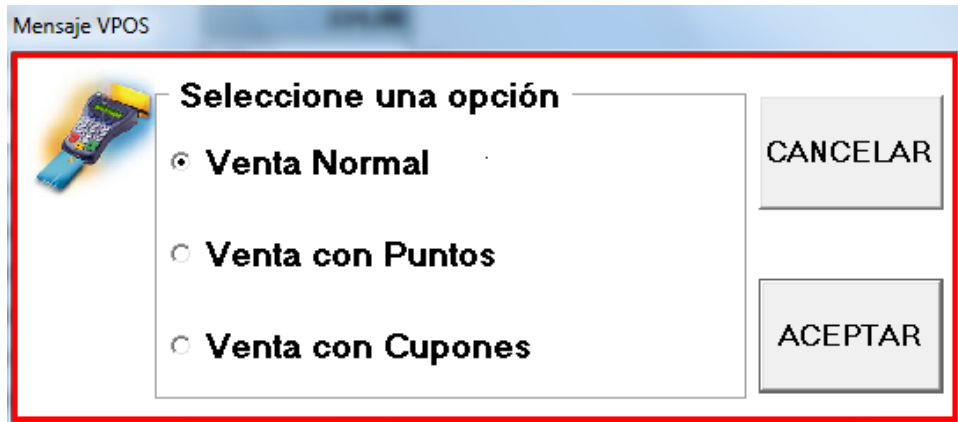 Mensaje VPOS
Seleccione una opción
Venta Normal
CANCELAR
Venta con Puntos
Venta con Cupones
ACEPTAR